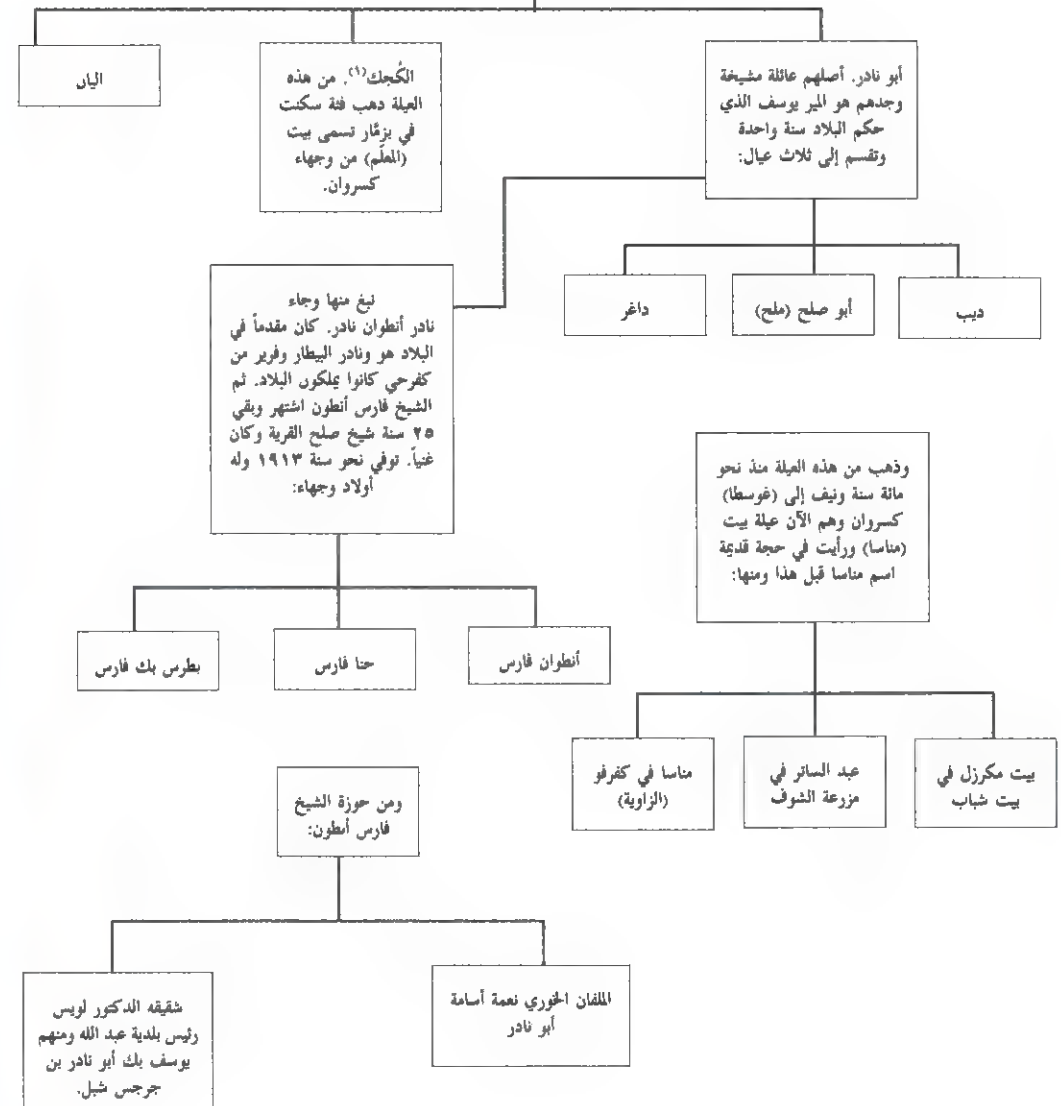 أبو نادر. أصلهم عائلة مشيخة
وجدهم هو المير يوسف الذي
حكم البلاد سنة واحدة
وتقسم إلى ثلاث عيال:
الكُجك(١). من هذه
العيلة دهب فئة سكنت
في بزمَّار تسمى بيت
(المعلّم) من وجهاء
كسروان.
اليان
ديب
أبو صلح (ملح)
داغر
نبغ منها وجاء
نادر أنطوان نادر. كان مقدماً في
البلاد هو ونادر البيطار وفرير من
كفرحي كانوا يملكون البلاد. ثم
الشيخ فارس أنطون اشتهر وبقي
٢٥ سنة شيخ صلح القرية وكان
غنياً. توفي نحو سنة ١٩١٣ وله
أولاد وجهاء:
أنطوان فارس
حنا فارس
بطرس بك فارس
وذهب من هذه العيلة منذ نحو
مائة سنة ونيف إلى (غوسطا)
كسروان وهم الآن عيلة بيت
(مناسا) ورأيت في حجة قديمة
اسم مناسا قبل هذا ومنها:
بيت مكرزل في
بيت شباب
عبد الساتر في
مزرعة الشوف
مناسا في كفرفو
(الزاوية)
ومن حوزة الشيخ
فارس أنطون:
الملفان الخوري نعمة أسامة
أبو نادر
شقيقه الدكتور لويس
رئيس بلدية عبد الله ومنهم
يوسف بك أبو نادر بن
جرجس شبل.